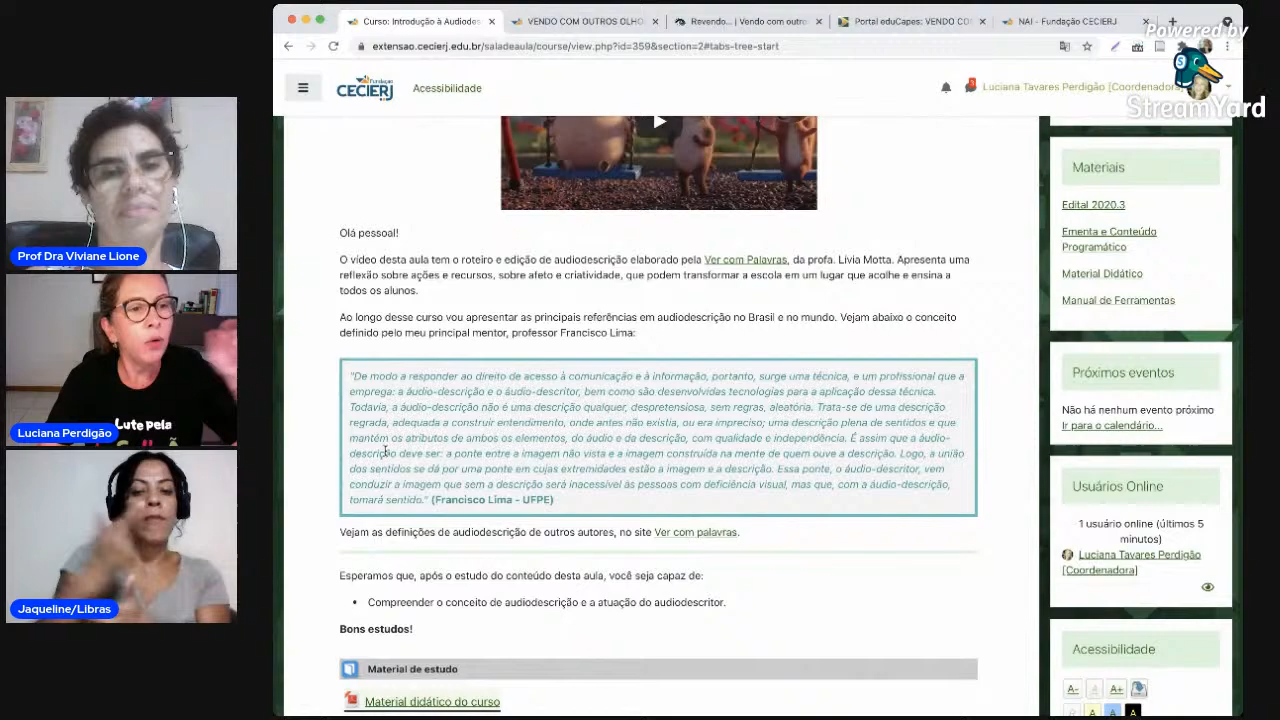 Curso: Introdução à Audiodes
VENDO COM OUTROS OLHO
Revendo... | Vendo com outro
Portal eduCapes: VENDO CO
NAI - Fundação CECIERJ
extensao.cecierj.edu.br/saladeaula/course/view.php?id=359&section=2#tabs-tree-start
Powered by
StreamYard
Fundação
CECIERJ
Acessibilidade
Luciana Tavares Perdigão [Coordenadora]
Prof Dra Viviane Lione
Lute pela
Luciana Perdigão
Jaqueline/Libras
Olá pessoal!
O vídeo desta aula tem o roteiro e edição de audiodescrição elaborado pela Ver com Palavras, da profa. Lívia Motta. Apresenta uma
reflexão sobre ações e recursos, sobre afeto e criatividade, que podem transformar a escola em um lugar que acolhe e ensina a
todos os alunos.
Ao longo desse curso vou apresentar as principais referências em audiodescrição no Brasil e no mundo. Vejam abaixo o conceito
definido pelo meu principal mentor, professor Francisco Lima:
"De modo a responder ao direito de acesso à comunicação e à informação, portanto, surge uma técnica, e um profissional que a
emprega: a áudio-descrição e o áudio-descritor, bem como são desenvolvidas tecnologias para a aplicação dessa técnica.
Todavia, a áudio-descrição não é uma descrição qualquer, despretensiosa, sem regras, aleatória. Trata-se de uma descrição
regrada, adequada a construir entendimento, onde antes não existia, ou era impreciso; uma descrição plena de sentidos e que
mantém os atributos de ambos os elementos, do áudio e da descrição, com qualidade e independência. É assim que a áudio-
descrição deve ser: a ponte entre a imagem não vista e a imagem construída na mente de quem ouve a descrição. Logo, a união
dos sentidos se dá por uma ponte em cujas extremidades estão a imagem e a descrição. Essa ponte, o áudio-descritor, vem
conduzir a imagem que sem a descrição será inacessível às pessoas com deficiência visual, mas que, com a áudio-descrição,
tomará sentido." (Francisco Lima - UFPE)
Vejam as definições de audiodescrição de outros autores, no site Ver com palavras.
Esperamos que, após o estudo do conteúdo desta aula, você seja capaz de:
• Compreender o conceito de audiodescrição e a atuação do audiodescritor.
Bons estudos!
Material de estudo
Material didático do curso
Materiais
Edital 2020.3
Ementa e Conteúdo
Programático
Material Didático
Manual de Ferramentas
Próximos eventos
Não há nenhum evento próximo
Ir para o calendário...
Usuários Online
1 usuário online (últimos 5
minutos)
Luciana Tavares Perdigão
[Coordenadora]
Acessibilidade
A- A A+
A A A